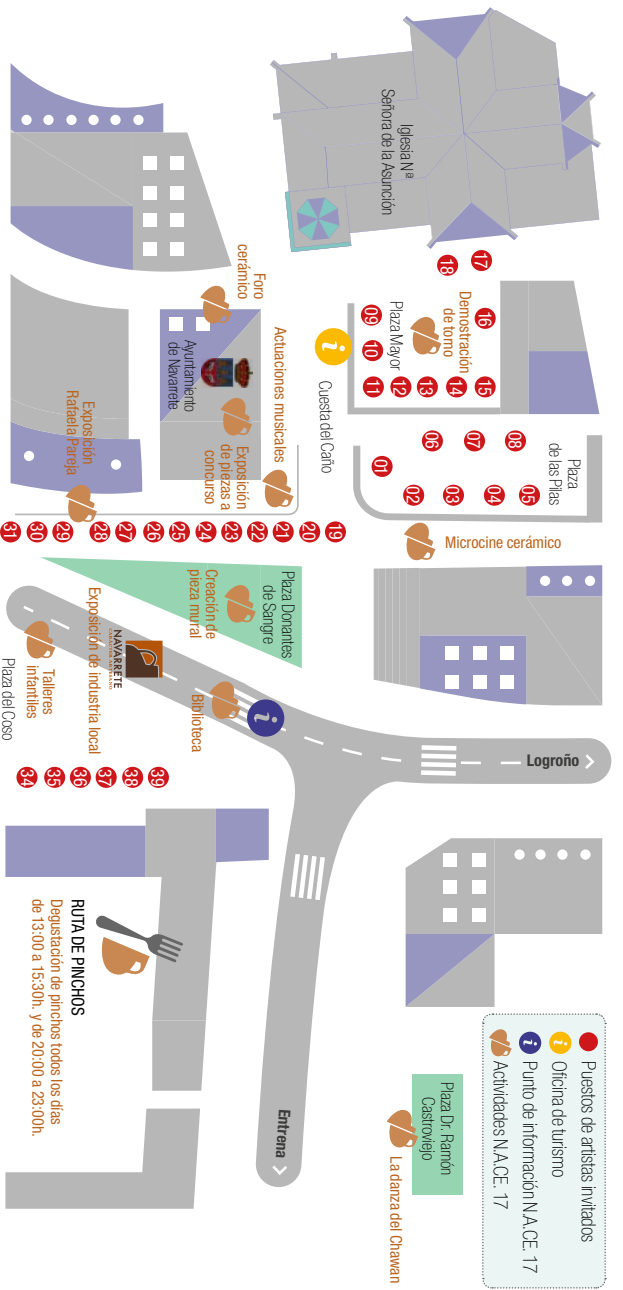 Puestos de artistas invitados
Oficina de turismo
Punto de información N.A.CE. 17
Actividades N.A.CE. 17
Iglesia Nª
Señora de la Asunción
17
18
16
Demostración
de torno
Plaza Mayor
09
10
11
12
13
14
15
Cuesta del Caño
Plaza
de las Pilas
08
07
06
01
02
03
04
05
Microcine cerámico
Logroño >
Foro
cerámico
Ayuntamiento
de Navarrete
Actuaciones musicales
Exposición
de piezas a
concurso
Exposición
Rafaela Pareja
19
20
21
22
23
24
25
26
27
28
29
30
31
Plaza Donantes
de Sangre
Creación de
pieza mural
Biblioteca
NAVARRETE
Exposición de industria local
Talleres
infantiles
Plaza del Coso
34
35
36
37
38
39
Entrena >
Plaza Dr. Ramón
Castroviejo
La danza del Chawan
RUTA DE PINCHOS
Degustación de pinchos todos los días
de 13:00 a 15:30h. y de 20:00 a 23:00h.